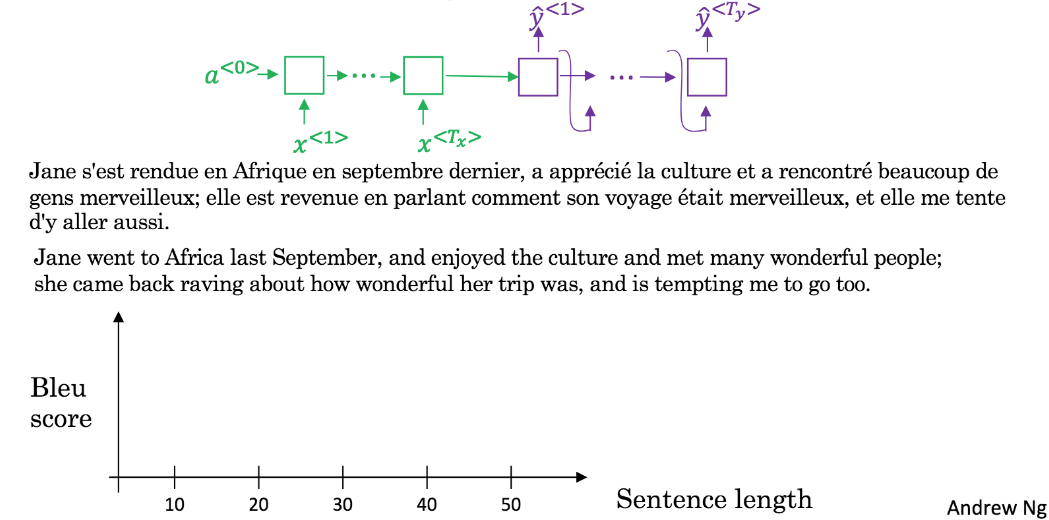 ŷ<1> ŷ<Ty>
a<0> ... ...
x<1> x<Tx>
Jane s'est rendue en Afrique en septembre dernier, a apprécié la culture et a rencontré beaucoup de
gens merveilleux; elle est revenue en parlant comment son voyage était merveilleux, et elle me tente
d'y aller aussi.
Jane went to Africa last September, and enjoyed the culture and met many wonderful people;
she came back raving about how wonderful her trip was, and is tempting me to go too.
Bleu
score
10 20 30 40 50
Sentence length
Andrew Ng